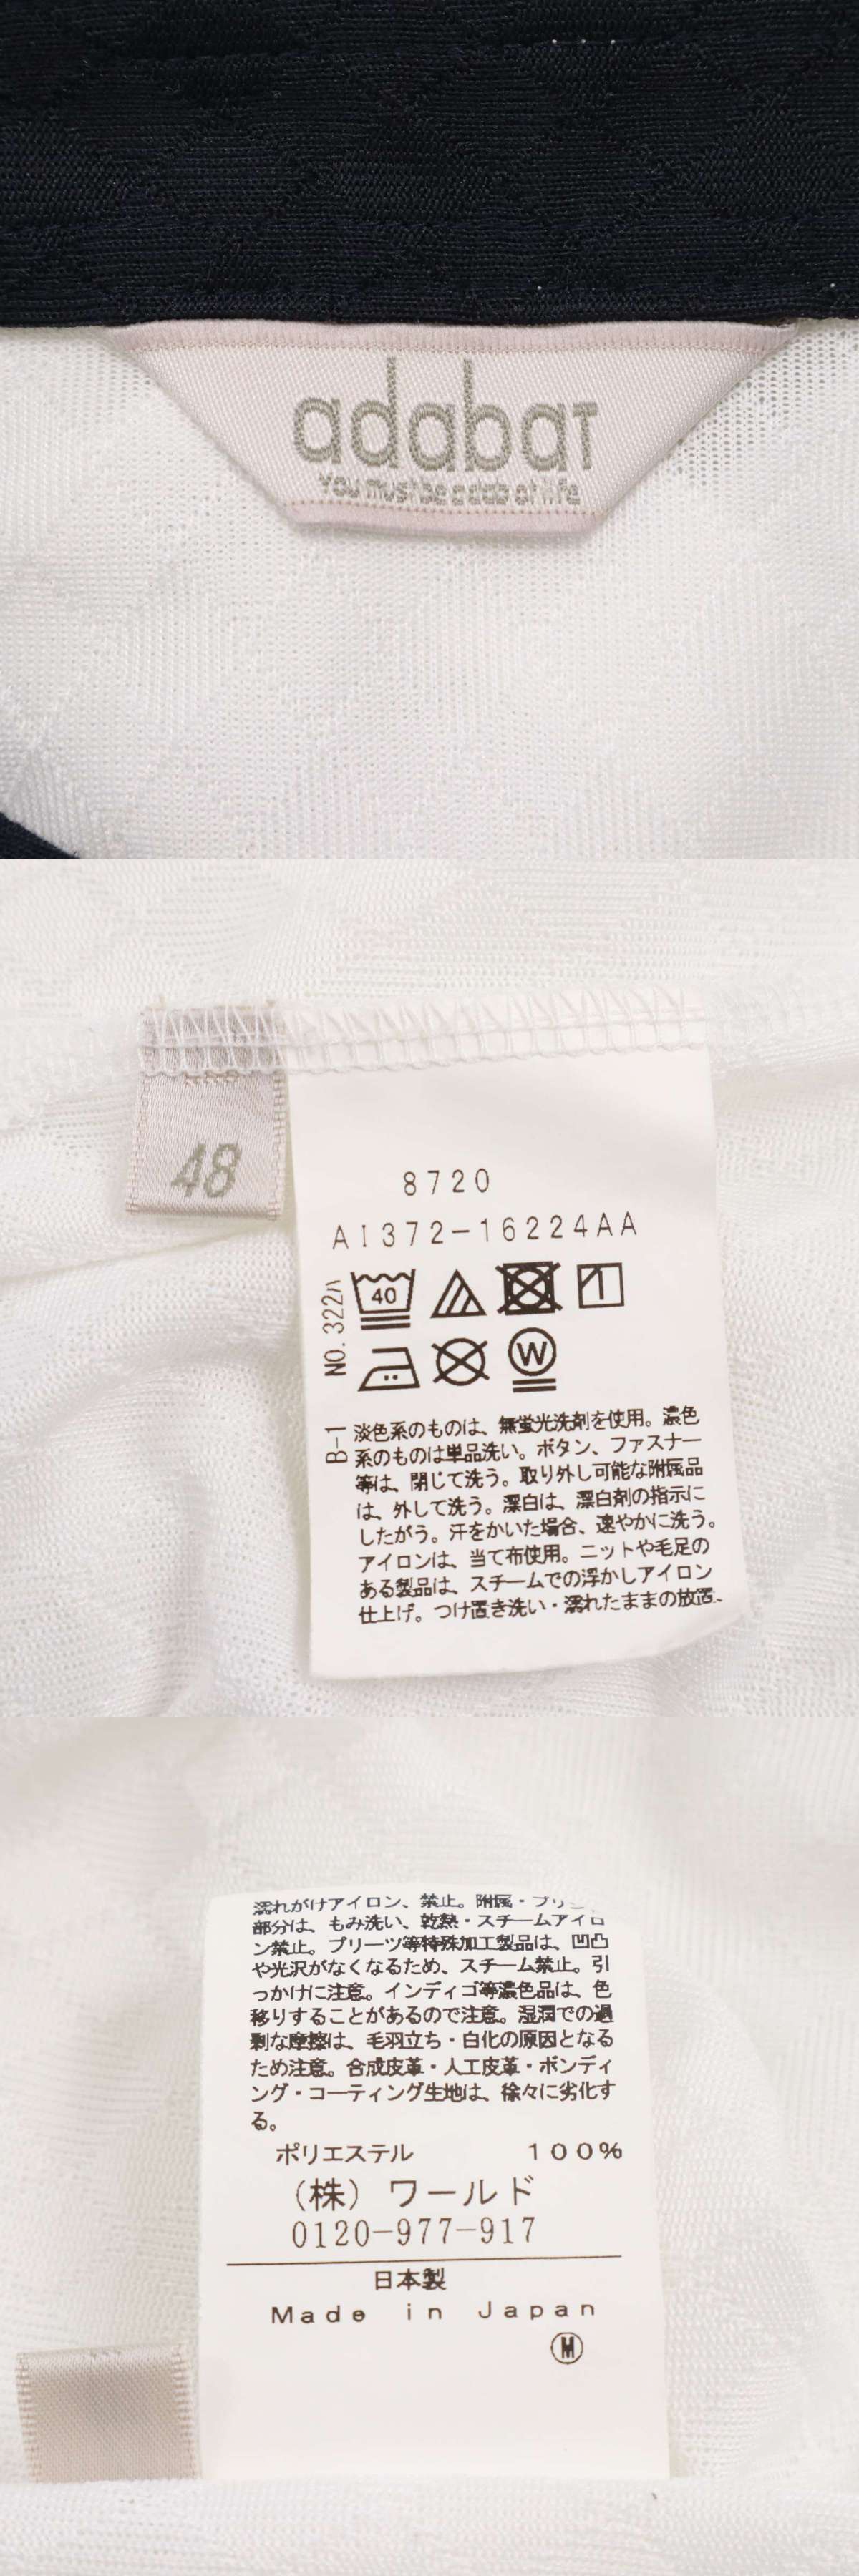 adabat
You must be adab at life
48
8720
AI372-16224AA
40
NO. 322ハ
W
B-1
淡色系のものは、無蛍光洗剤を使用。濃色
系のものは単品洗い。ボタン、ファスナー
等は、閉じて洗う。取り外し可能な附属品
は、外して洗う。漂白は、漂白剤の指示に
したがう。汗をかいた場合、速やかに洗う。
アイロンは、当て布使用。ニットや毛足の
ある製品は、スチームでの浮かしアイロン
仕上げ。つけ置き洗い・濡れたままの放置、
濡れがけアイロン、禁止。附属・プリント
部分は、もみ洗い、乾熱・スチームアイロ
ン禁止。プリーツ等特殊加工製品は、凹凸
や光沢がなくなるため、スチーム禁止。引
っかけに注意。インディゴ等濃色品は、色
移りすることがあるので注意。湿潤での過
剰な摩擦は、毛羽立ち・白化の原因となる
ため注意。合成皮革・人工皮革・ボンディ
ング・コーティング生地は、徐々に劣化す
る。
ポリエステル 100%
（株）ワールド
0120-977-917
日本製
Made in Japan
M